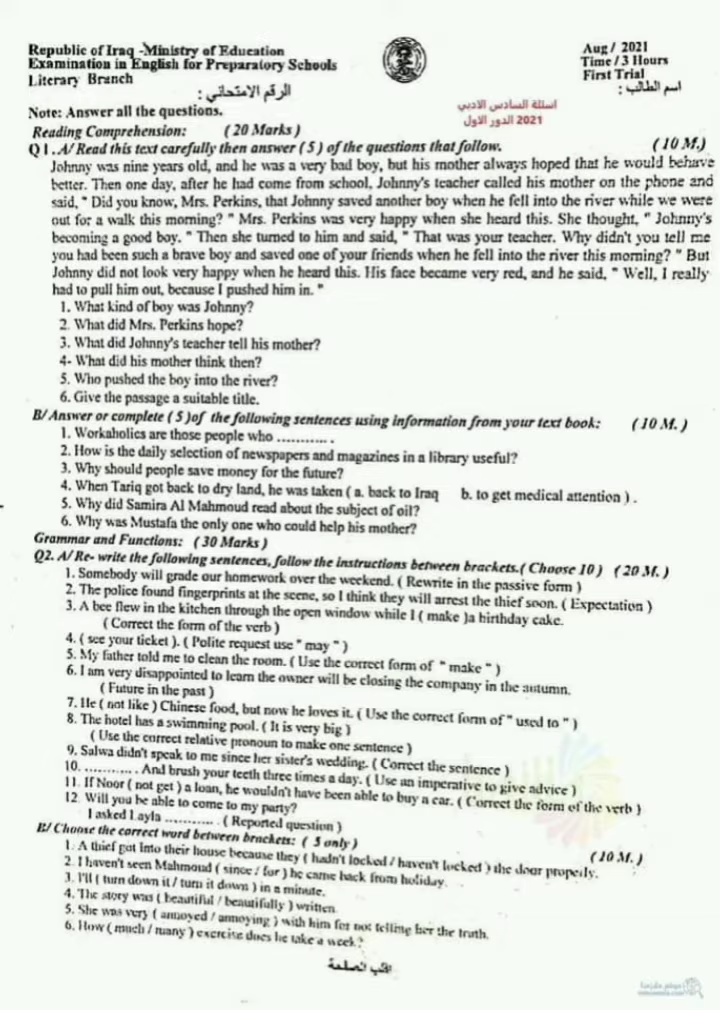 Republic of Iraq -Ministry of Education
Examination in English for Preparatory Schools
Literary Branch
Aug / 2021
Time / 3 Hours
First Trial
اسم الطالب :
الرقم الامتحاني :
Note: Answer all the questions.
اسئلة السادس الادبي
2021 الدور الاول
Reading Comprehension: ( 20 Marks )
Q1. A/ Read this text carefully then answer ( 5 ) of the questions that follow. ( 10 M.)
Johnny was nine years old, and he was a very bad boy, but his mother always hoped that he would behave
better. Then one day, after he had come from school, Johnny's teacher called his mother on the phone and
said, " Did you know, Mrs. Perkins, that Johnny saved another boy when he fell into the river while we were
out for a walk this morning? " Mrs. Perkins was very happy when she heard this. She thought, " Johnny's
becoming a good boy. " Then she turned to him and said, " That was your teacher. Why didn't you tell me
you had been such a brave boy and saved one of your friends when he fell into the river this morning? " But
Johnny did not look very happy when he heard this. His face became very red, and he said, " Well, I really
had to pull him out, because I pushed him in. "
1. What kind of boy was Johnny?
2. What did Mrs. Perkins hope?
3. What did Johnny's teacher tell his mother?
4- What did his mother think then?
5. Who pushed the boy into the river?
6. Give the passage a suitable title.
B/ Answer or complete ( 5 )of the following sentences using information from your text book: ( 10 M. )
1. Workaholics are those people who ............
2. How is the daily selection of newspapers and magazines in a library useful?
3. Why should people save money for the future?
4. When Tariq got back to dry land, he was taken ( a. back to Iraq b. to get medical attention ) .
5. Why did Samira Al Mahmoud read about the subject of oil?
6. Why was Mustafa the only one who could help his mother?
Grammar and Functions: ( 30 Marks )
Q2. A/ Re- write the following sentences, follow the instructions between brackets.( Choose 10 ) ( 20 M. )
1. Somebody will grade our homework over the weekend. ( Rewrite in the passive form )
2. The police found fingerprints at the scene, so I think they will arrest the thief soon. ( Expectation )
3. A bee flew in the kitchen through the open window while I ( make )a birthday cake.
( Correct the form of the verb )
4. ( see your ticket ). ( Polite request use " may " )
5. My father told me to clean the room. ( Use the correct form of " make " )
6. I am very disappointed to learn the owner will be closing the company in the autumn.
( Future in the past )
7. He ( not like ) Chinese food, but now he loves it. ( Use the correct form of " used to " )
8. The hotel has a swimming pool. ( It is very big )
( Use the correct relative pronoun to make one sentence )
9. Salwa didn't speak to me since her sister's wedding. ( Correct the sentence )
10. ............ . And brush your teeth three times a day. ( Use an imperative to give advice )
11. If Noor ( not get ) a loan, he wouldn't have been able to buy a car. ( Correct the form of the verb )
12. Will you be able to come to my party?
I asked Layla ........... . ( Reported question )
B/ Choose the correct word between brackets: ( 5 only ) ( 10 M. )
1. A thief got into their house because they ( hadn't locked / haven't locked ) the door properly.
2. I haven't seen Mahmoud ( since / for ) he came back from holiday.
3. I'll ( turn down it / turn it down ) in a minute.
4. The story was ( beautiful / beautifully ) written.
5. She was very ( annoyed / annoying ) with him for not telling her the truth.
6. How ( much / many ) exercise does he take a week?
اقلب الصفحة